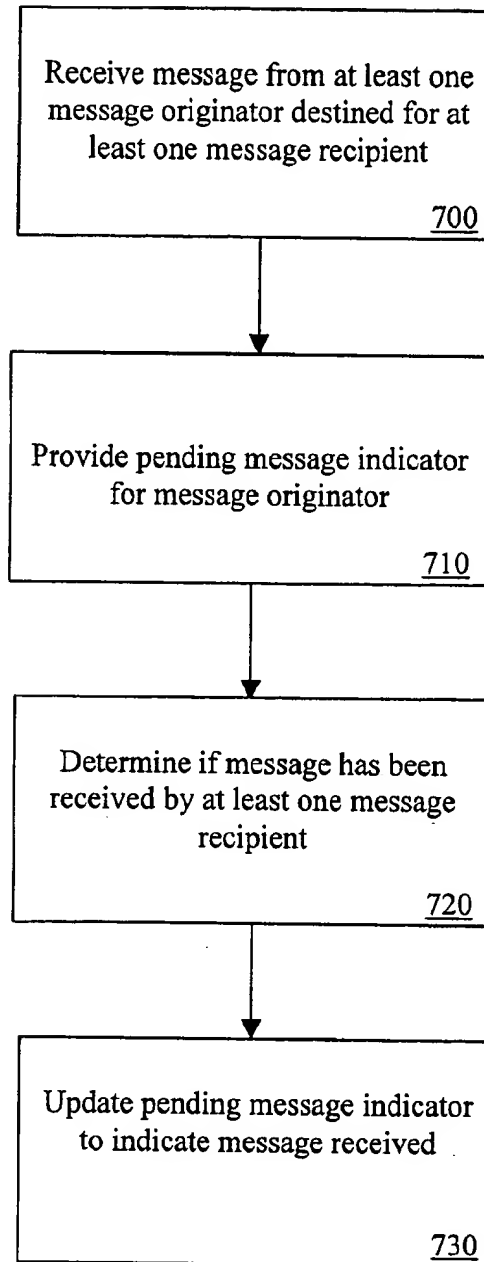 Receive message from at least one
message originator destined for at
least one message recipient
700
Provide pending message indicator
for message originator
710
Determine if message has been
received by at least one message
recipient
720
Update pending message indicator
to indicate message received
730